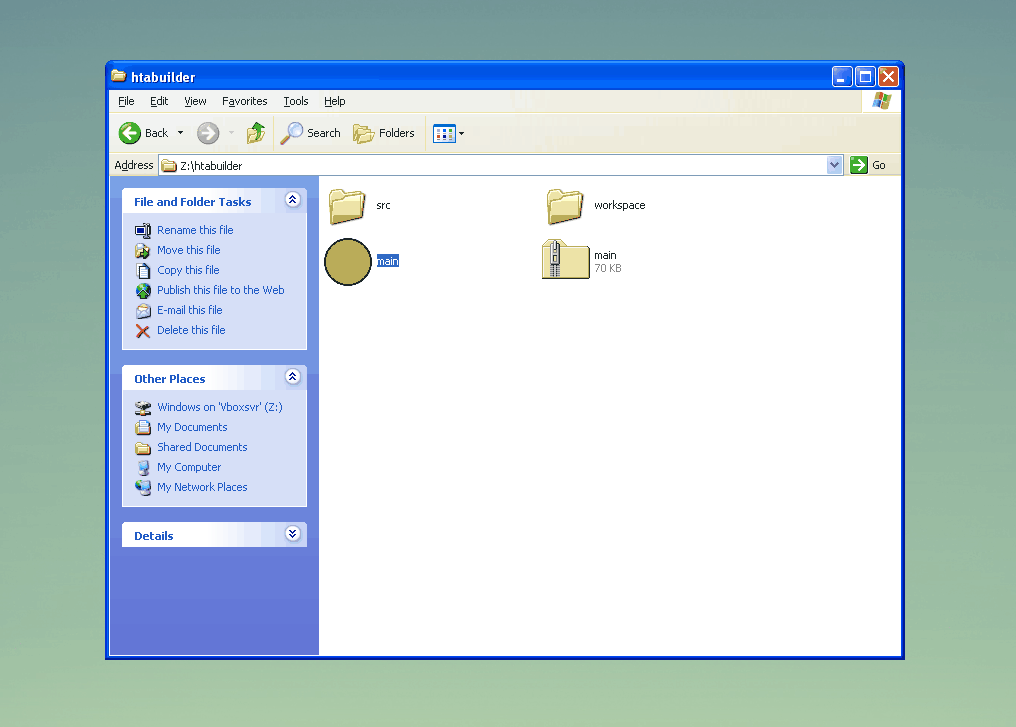 htabuilder
File Edit View Favorites Tools Help
Back Search Folders
Address Z:\htabuilder Go
File and Folder Tasks
Rename this file
Move this file
Copy this file
Publish this file to the Web
E-mail this file
Delete this file
Other Places
Windows on 'Vboxsvr' (Z:)
My Documents
Shared Documents
My Computer
My Network Places
Details
src
workspace
main
main
70 KB